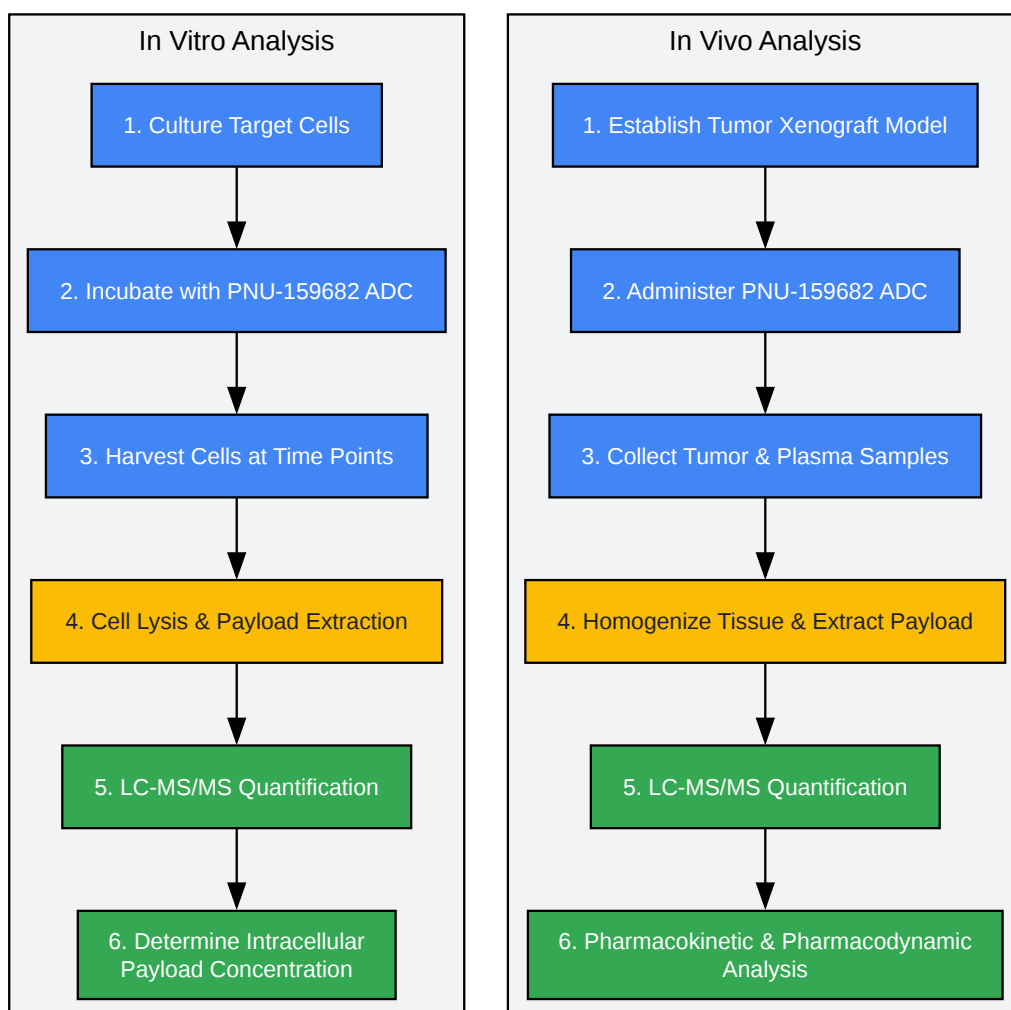 In Vitro Analysis
1. Culture Target Cells
2. Incubate with PNU-159682 ADC
3. Harvest Cells at Time Points
4. Cell Lysis & Payload Extraction
5. LC-MS/MS Quantification
6. Determine Intracellular
Payload Concentration
In Vivo Analysis
1. Establish Tumor Xenograft Model
2. Administer PNU-159682 ADC
3. Collect Tumor & Plasma Samples
4. Homogenize Tissue & Extract Payload
5. LC-MS/MS Quantification
6. Pharmacokinetic & Pharmacodynamic
Analysis